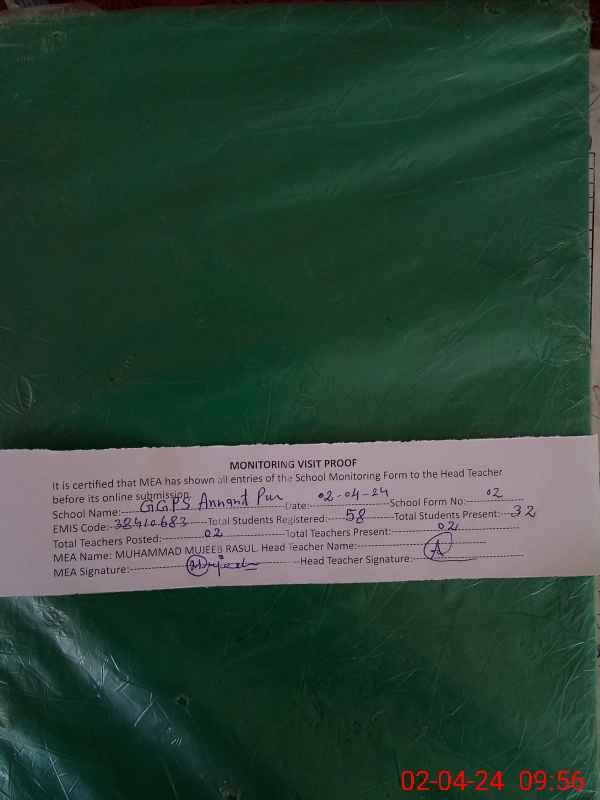 MONITORING VISIT PROOF
It is certified that MEA has shown all entries of the School Monitoring Form to the Head Teacher
before its online submission.
School Name: GGPS Annant Pur Date: 02-04-24 School Form No: 02
EMIS Code: 38410683 Total Students Registered: 58 Total Students Present: 32
Total Teachers Posted: 02 Total Teachers Present: 02
MEA Name: MUHAMMAD MUJEEB RASUL Head Teacher Name:
MEA Signature: Mujeeb Head Teacher Signature:
02-04-24 09:56